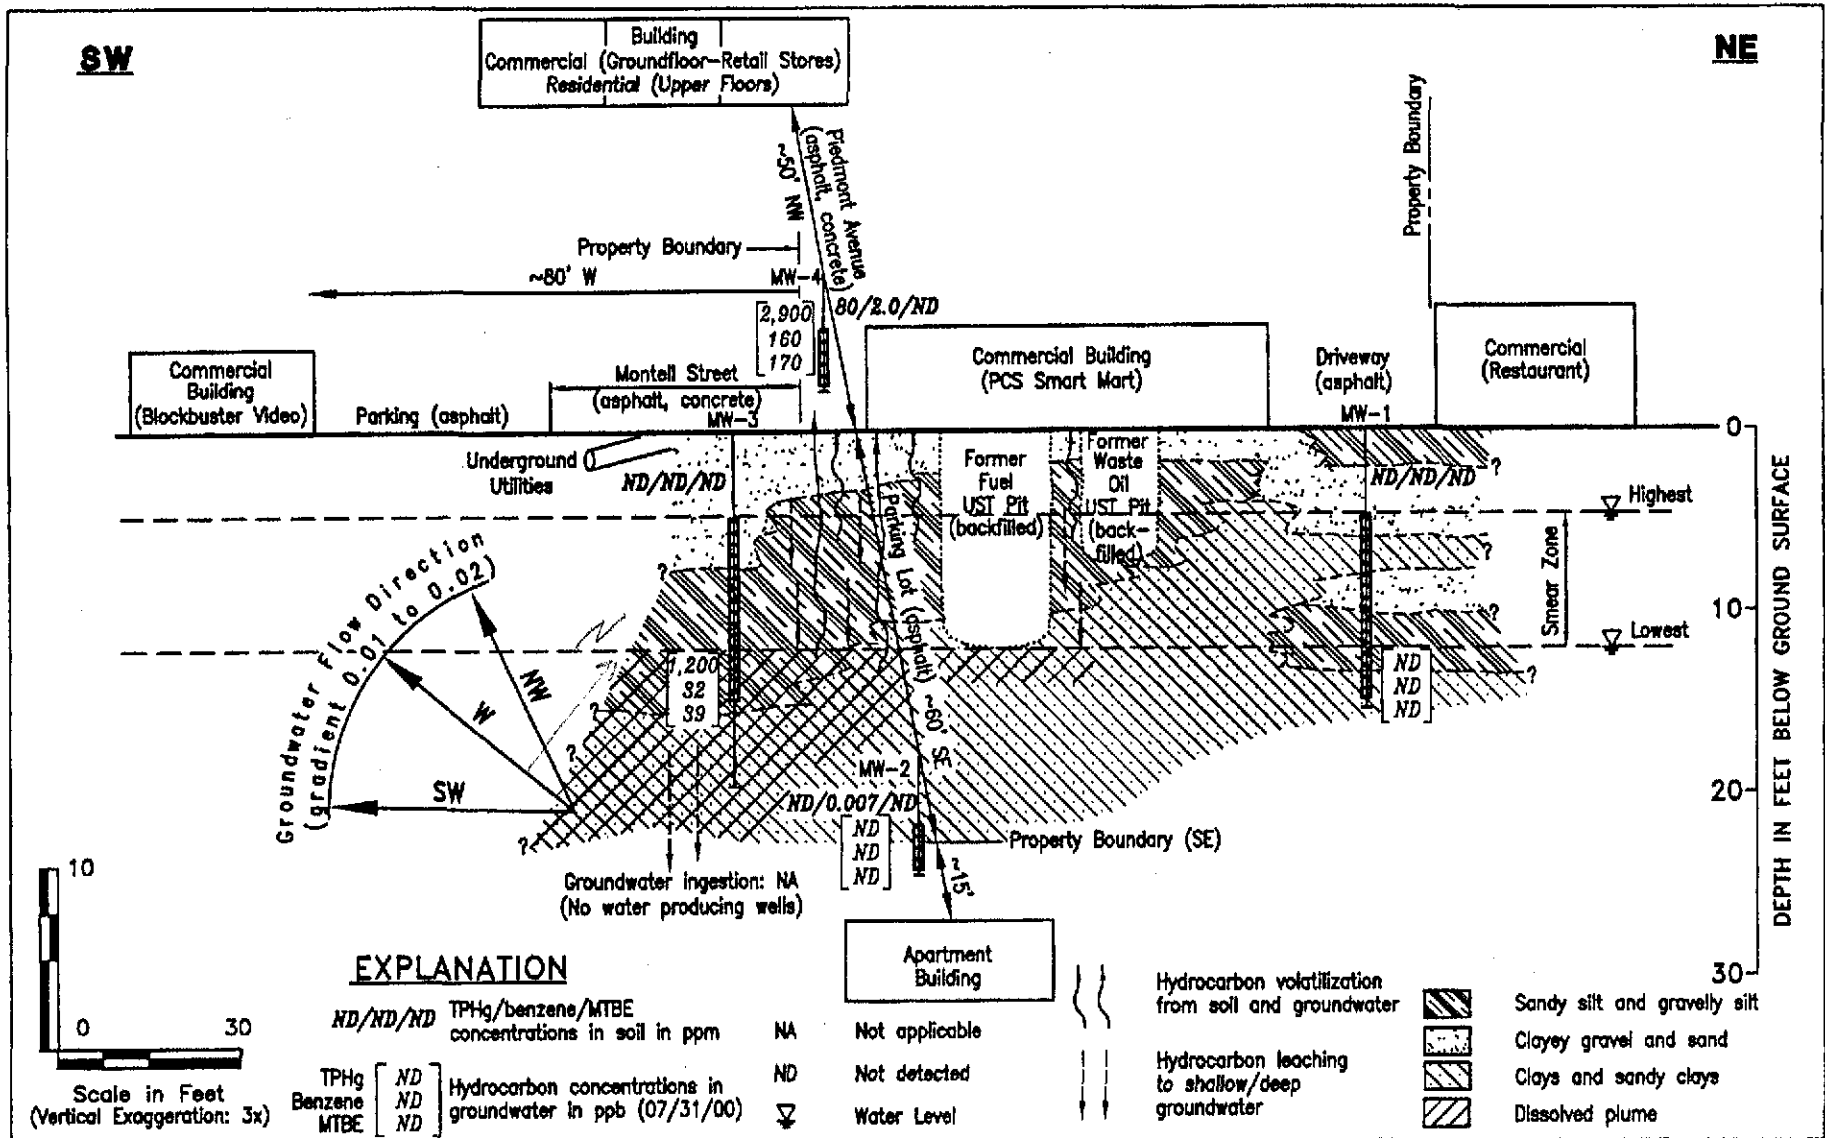 SW
NE
Building
Commercial (Groundfloor-Retail Stores)
Residential (Upper Floors)
Property Boundary
Piedmont Avenue
(asphalt, concrete)
~50' NW
Property Boundary
~80' W
MW-4
80/2.0/ND
2,900
160
170
Commercial
Building
(Blockbuster Video)
Parking (asphalt)
Montell Street
(asphalt, concrete)
MW-3
Commercial Building
(PCS Smart Mart)
Driveway
(asphalt)
MW-1
Commercial
(Restaurant)
Underground
Utilities
ND/ND/ND
Former
Fuel
UST Pit
(backfilled)
Former
Waste
Oil
UST Pit
(back-
filled)
ND/ND/ND
?
Highest
Smear Zone
Lowest
0
10
20
30
DEPTH IN FEET BELOW GROUND SURFACE
Parking Lot (asphalt)
~60' SE
Groundwater Flow Direction
(gradient 0.01 to 0.02)
NW
W
SW
?
?
?
?
?
?
?
?
1,200
32
39
ND
ND
ND
MW-2
ND/0.007/ND
ND
ND
ND
Property Boundary (SE)
~15'
Groundwater ingestion: NA
(No water producing wells)
Apartment
Building
10
0 30
Scale in Feet
(Vertical Exaggeration: 3x)
EXPLANATION
ND/ND/ND TPHg/benzene/MTBE
concentrations in soil in ppm
TPHg ND
Benzene ND
MTBE ND
Hydrocarbon concentrations in
groundwater in ppb (07/31/00)
NA Not applicable
ND Not detected
Water Level
Hydrocarbon volatilization
from soil and groundwater
Hydrocarbon leaching
to shallow/deep
groundwater
Sandy silt and gravelly silt
Clayey gravel and sand
Clays and sandy clays
Dissolved plume